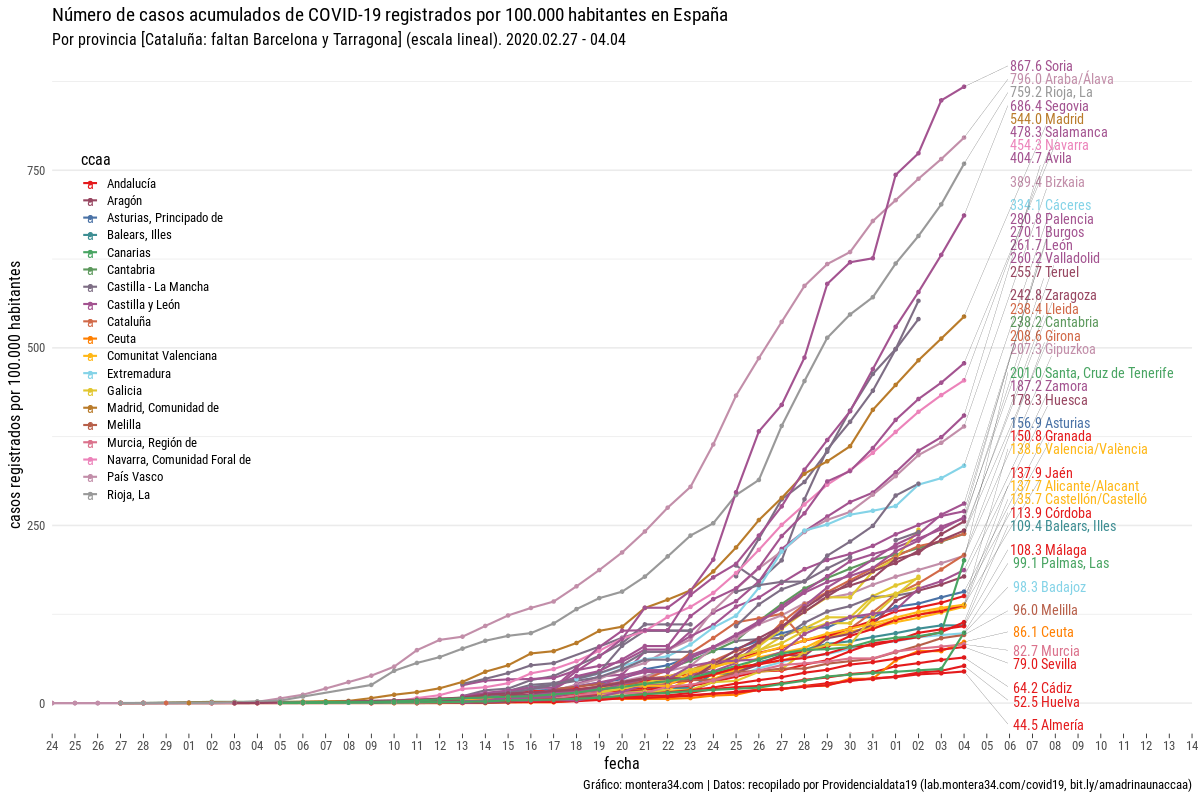 Número de casos acumulados de COVID-19 registrados por 100.000 habitantes en España
Por provincia [Cataluña: faltan Barcelona y Tarragona] (escala lineal). 2020.02.27 - 04.04
casos registrados por 100.000 habitantes
750
500
250
0
ccaa
Andalucía
Aragón
Asturias, Principado de
Balears, Illes
Canarias
Cantabria
Castilla - La Mancha
Castilla y León
Cataluña
Ceuta
Comunitat Valenciana
Extremadura
Galicia
Madrid, Comunidad de
Melilla
Murcia, Región de
Navarra, Comunidad Foral de
País Vasco
Rioja, La
867.6 Soria
796.0 Araba/Álava
759.2 Rioja, La
686.4 Segovia
544.0 Madrid
478.3 Salamanca
454.3 Navarra
404.7 Ávila
389.4 Bizkaia
334.1 Cáceres
280.8 Palencia
270.1 Burgos
261.7 León
260.2 Valladolid
255.7 Teruel
242.8 Zaragoza
238.4 Lleida
238.2 Cantabria
208.6 Girona
207.3 Gipuzkoa
201.0 Santa, Cruz de Tenerife
187.2 Zamora
178.3 Huesca
156.9 Asturias
150.8 Granada
138.6 Valencia/València
137.9 Jaén
137.7 Alicante/Alacant
135.7 Castellón/Castelló
113.9 Córdoba
109.4 Balears, Illes
108.3 Málaga
99.1 Palmas, Las
98.3 Badajoz
96.0 Melilla
86.1 Ceuta
82.7 Murcia
79.0 Sevilla
64.2 Cádiz
52.5 Huelva
44.5 Almería
24 25 26 27 28 29 01 02 03 04 05 06 07 08 09 10 11 12 13 14 15 16 17 18 19 20 21 22 23 24 25 26 27 28 29 30 31 01 02 03 04 05 06 07 08 09 10 11 12 13 14
fecha
Gráfico: montera34.com | Datos: recopilado por Providencialdata19 (lab.montera34.com/covid19, bit.ly/amadrinaunaccaa)